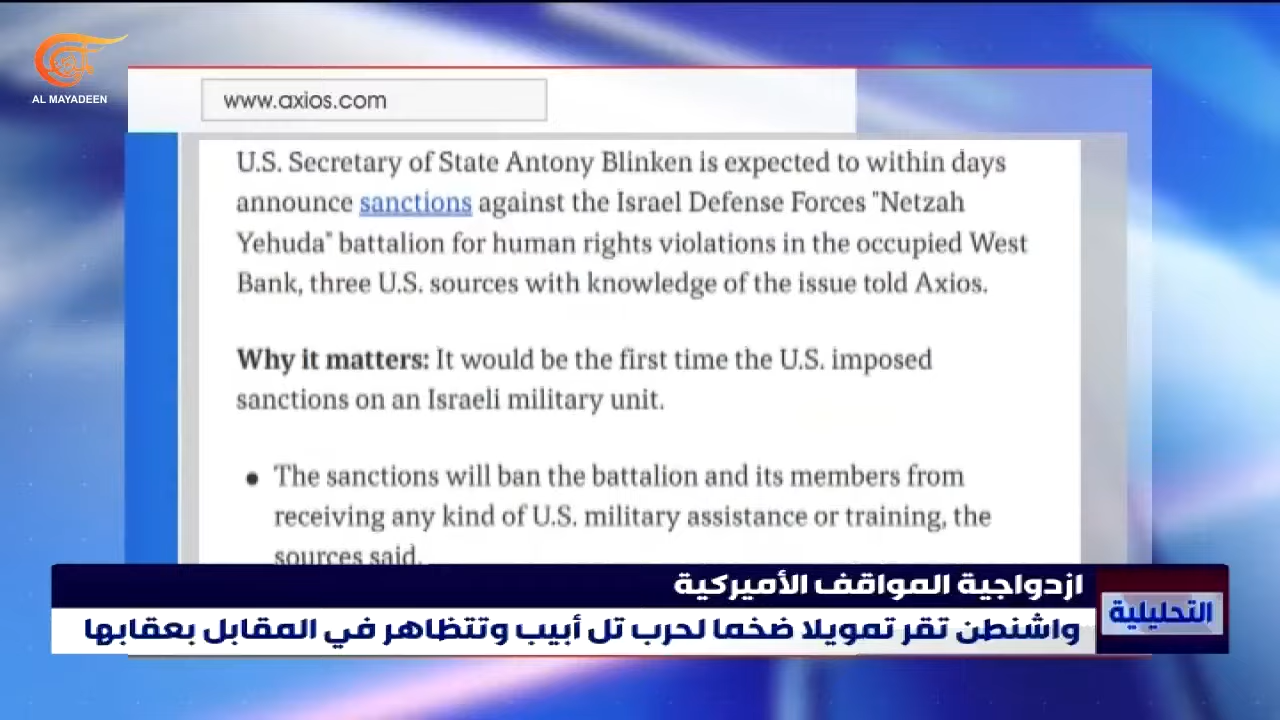 AL MAYADEEN
www.axios.com
U.S. Secretary of State Antony Blinken is expected to within days
announce sanctions against the Israel Defense Forces "Netzah
Yehuda" battalion for human rights violations in the occupied West
Bank, three U.S. sources with knowledge of the issue told Axios.
Why it matters: It would be the first time the U.S. imposed
sanctions on an Israeli military unit.
• The sanctions will ban the battalion and its members from
receiving any kind of U.S. military assistance or training, the
sources said.
ازدواجية المواقف الأميركية
التحليلية
واشنطن تقر تمويلا ضخما لحرب تل أبيب وتتظاهر في المقابل بعقابها